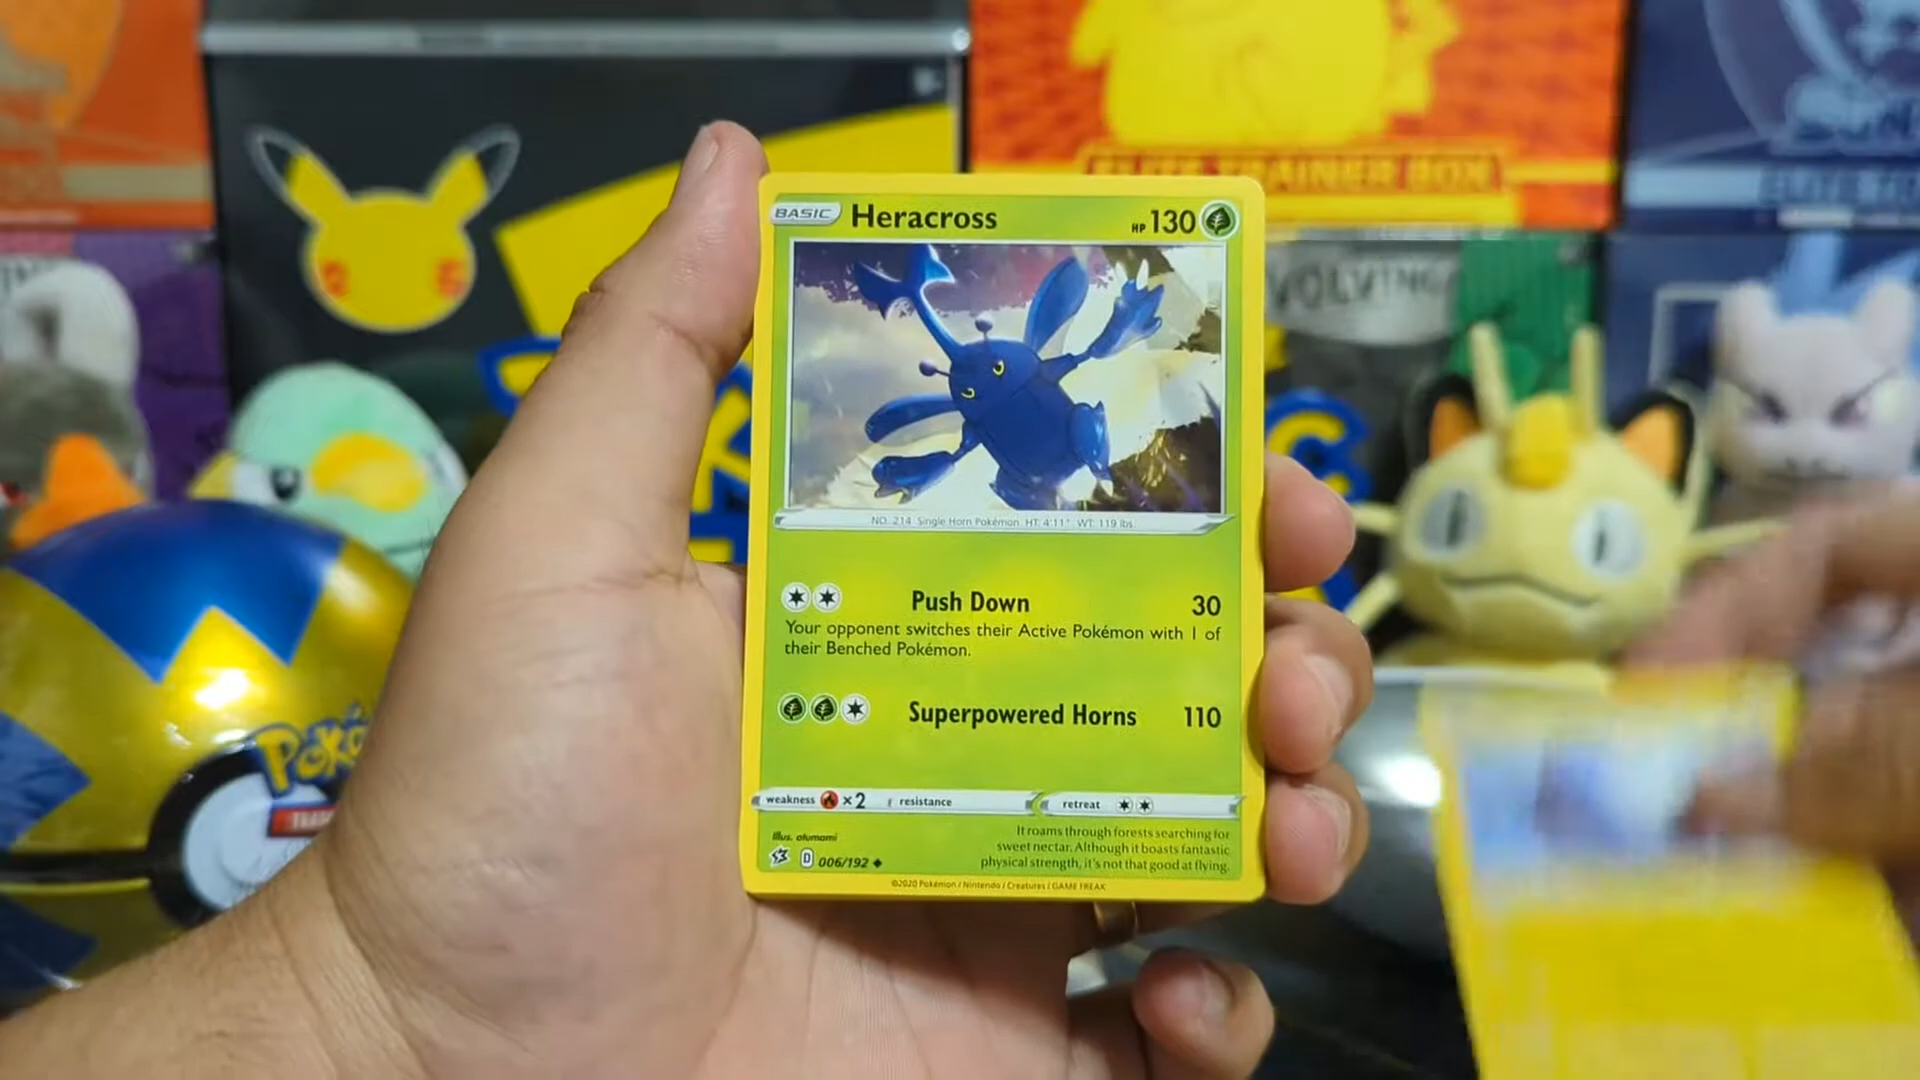 ELITE TRAINER BOX
VOLVING
BASIC Heracross HP 130
NO. 214 Single Horn Pokémon HT: 4'11" WT: 119 lbs.
Push Down 30
Your opponent switches their Active Pokémon with 1 of
their Benched Pokémon.
Superpowered Horns 110
weakness ×2 resistance retreat
Illus. otumami
It roams through forests searching for
sweet nectar. Although it boasts fantastic
physical strength, it's not that good at flying.
D 006/192
©2020 Pokémon / Nintendo / Creatures / GAME FREAK
Poké